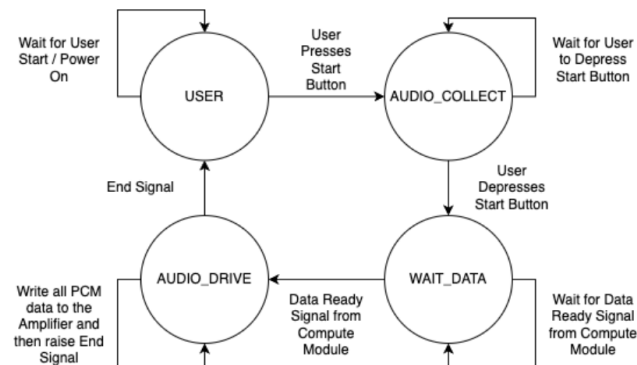 Wait for User
Start / Power
On
USER
User
Presses
Start
Button
AUDIO_COLLECT
Wait for User
to Depress
Start Button
End Signal
User
Depresses
Start Button
Write all PCM
data to the
Amplifier and
then raise End
Signal
AUDIO_DRIVE
Data Ready
Signal from
Compute
Module
WAIT_DATA
Wait for Data
Ready Signal
from Compute
Module